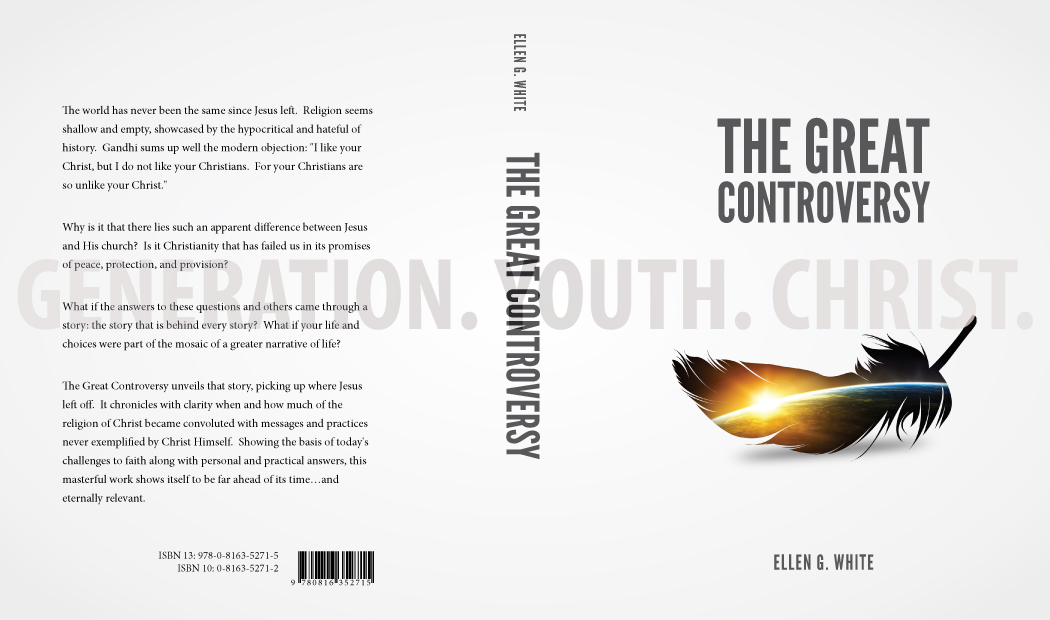 The world has never been the same since Jesus left.  Religion seems
shallow and empty, showcased by the hypocritical and hateful of
history.  Gandhi sums up well the modern objection: "I like your
Christ, but I do not like your Christians.  For your Christians are
so unlike your Christ."
Why is it that there lies such an apparent difference between Jesus
and His church?  Is it Christianity that has failed us in its promises
of peace, protection, and provision?
What if the answers to these questions and others came through a
story: the story that is behind every story?  What if your life and
choices were part of the mosaic of a greater narrative of life?
The Great Controversy unveils that story, picking up where Jesus
left off.  It chronicles with clarity when and how much of the
religion of Christ became convoluted with messages and practices
never exemplified by Christ Himself.  Showing the basis of today's
challenges to faith along with personal and practical answers, this
masterful work shows itself to be far ahead of its time…and
eternally relevant.
ISBN 13: 978-0-8163-5271-5
ISBN 10: 0-8163-5271-2
9 780816 352715
ELLEN G. WHITE
THE GREAT CONTROVERSY
THE GREAT
CONTROVERSY
ELLEN G. WHITE
GENERATION. YOUTH. CHRIST.